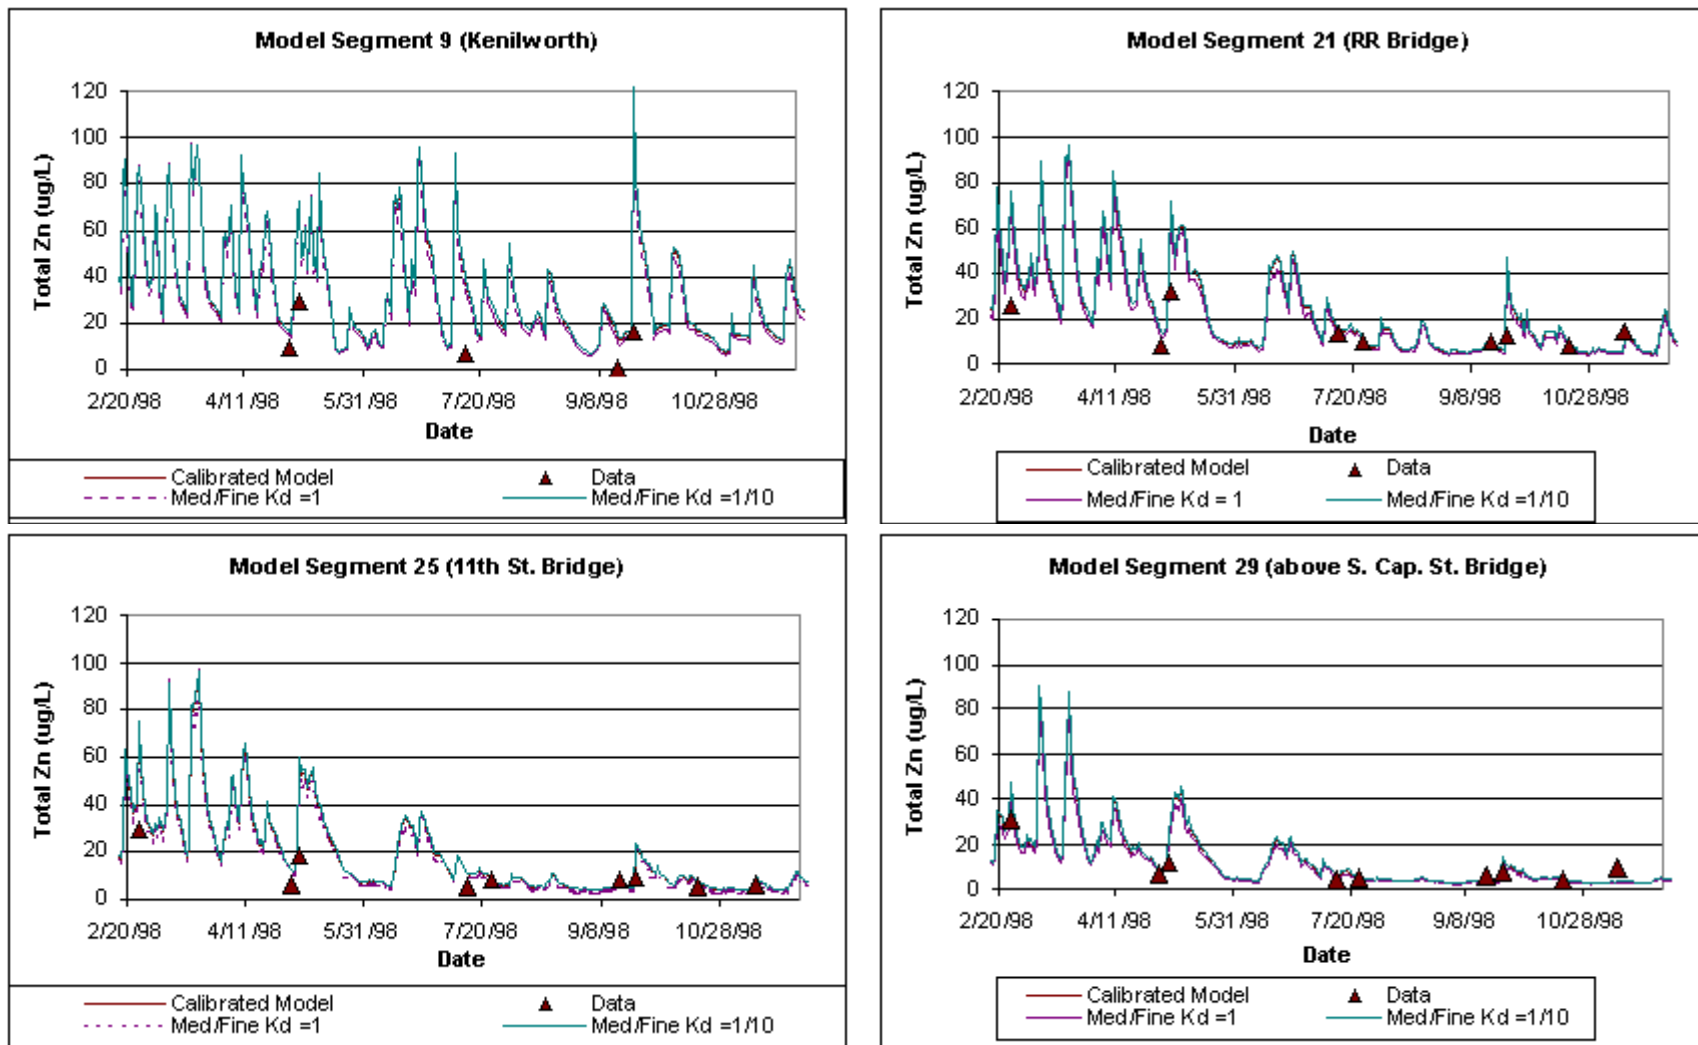 Model Segment 9 (Kenilworth)
Total Zn (ug/L)
120
100
80
60
40
20
0
2/20/98 4/11/98 5/31/98 7/20/98 9/8/98 10/28/98
Date
Calibrated Model Data
Med/Fine Kd =1 Med/Fine Kd =1/10
Model Segment 21 (RR Bridge)
Total Zn (ug/L)
120
100
80
60
40
20
0
2/20/98 4/11/98 5/31/98 7/20/98 9/8/98 10/28/98
Date
Calibrated Model Data
Med/Fine Kd = 1 Med/Fine Kd =1/10
Model Segment 25 (11th St. Bridge)
Total Zn (ug/L)
120
100
80
60
40
20
0
2/20/98 4/11/98 5/31/98 7/20/98 9/8/98 10/28/98
Date
Calibrated Model Data
Med/Fine Kd =1 Med/Fine Kd =1/10
Model Segment 29 (above S. Cap. St. Bridge)
Total Zn (ug/L)
120
100
80
60
40
20
0
2/20/98 4/11/98 5/31/98 7/20/98 9/8/98 10/28/98
Date
Calibrated Model Data
Med/Fine Kd =1 Med/Fine Kd =1/10